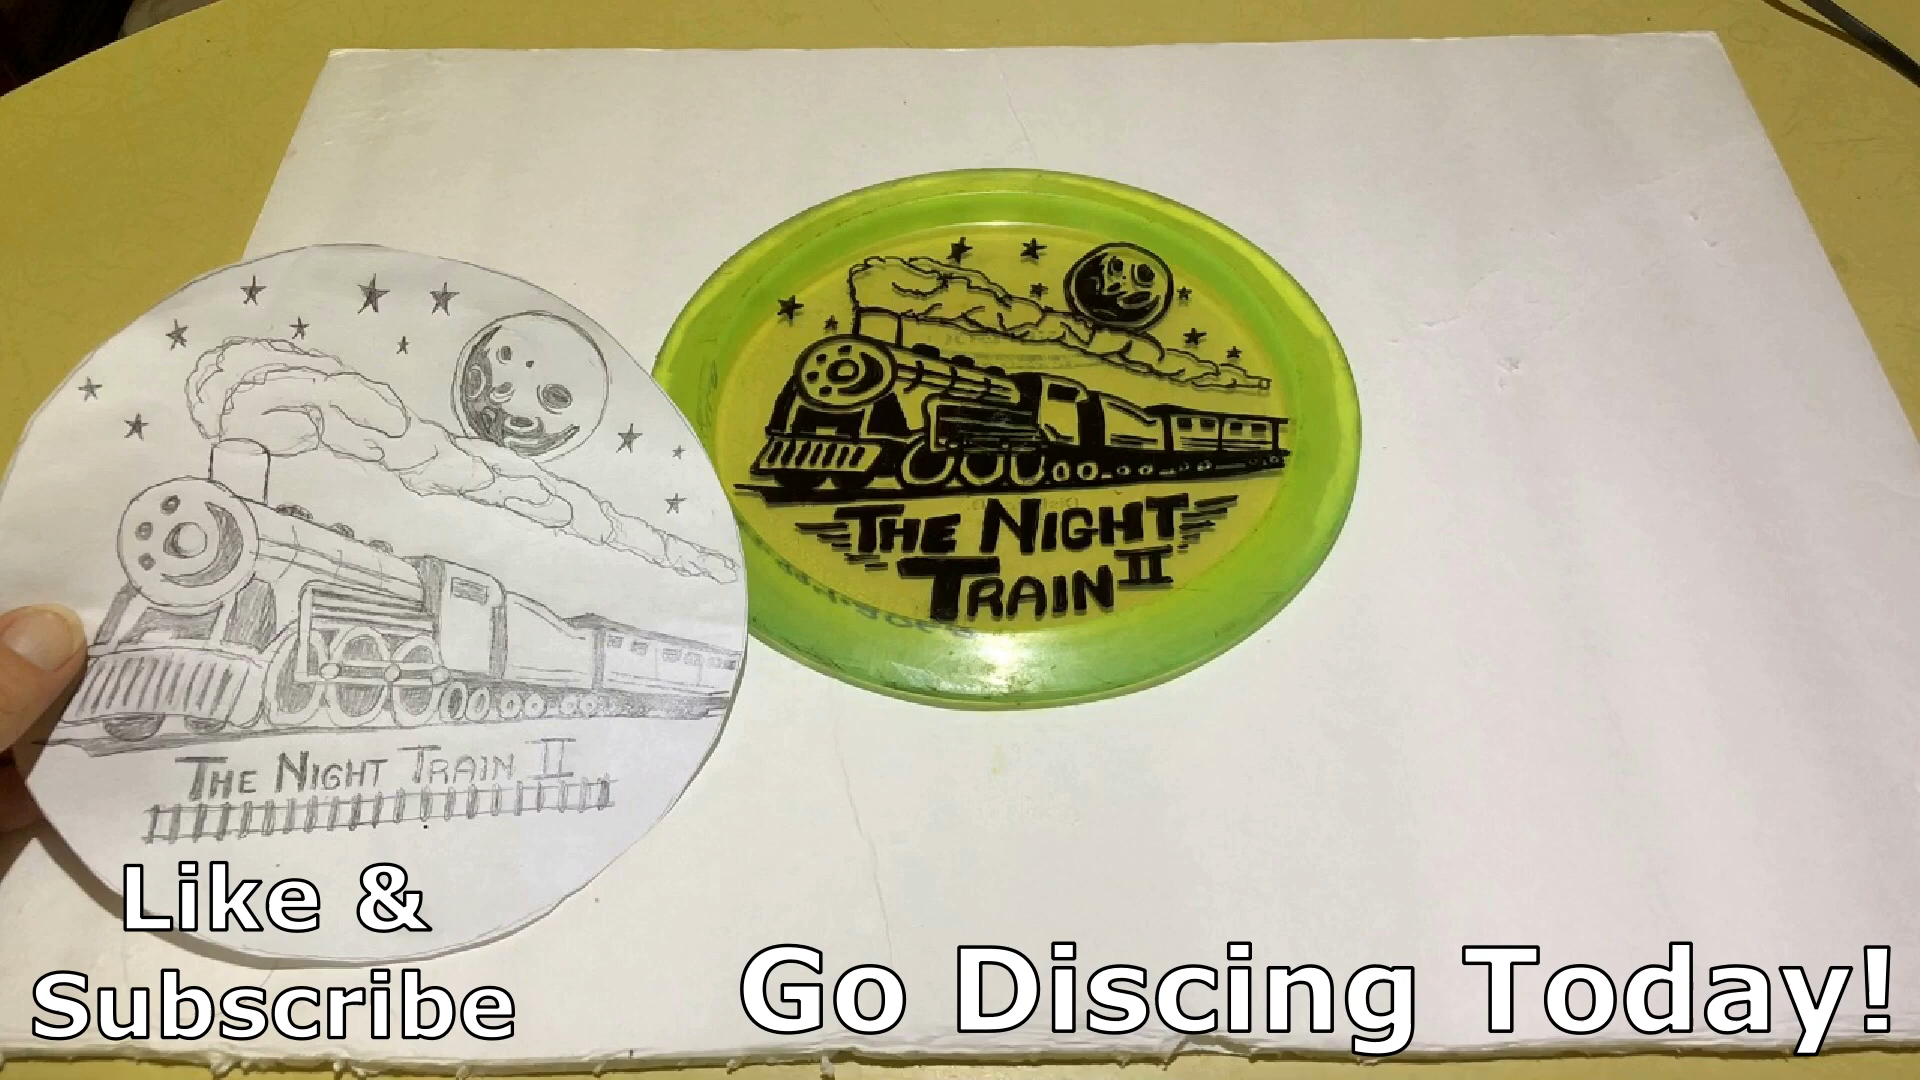 THE NIGHT TRAIN II
THE NIGHT
TRAIN II
Like &
Subscribe
Go Discing Today!